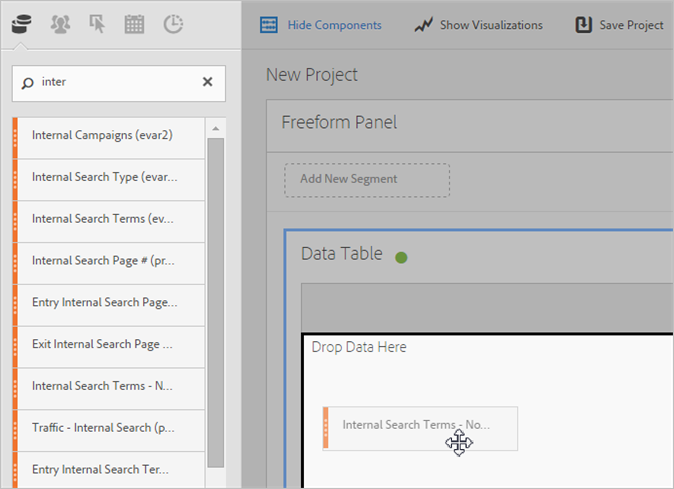 Hide Components
Show Visualizations
Save Project
inter
New Project
Internal Campaigns (evar2)
Internal Search Type (evar...
Internal Search Terms (ev...
Internal Search Page # (pr...
Entry Internal Search Page...
Exit Internal Search Page ...
Internal Search Terms - N...
Traffic - Internal Search (p...
Entry Internal Search Ter...
Freeform Panel
Add New Segment
Data Table
Drop Data Here
Internal Search Terms - No...